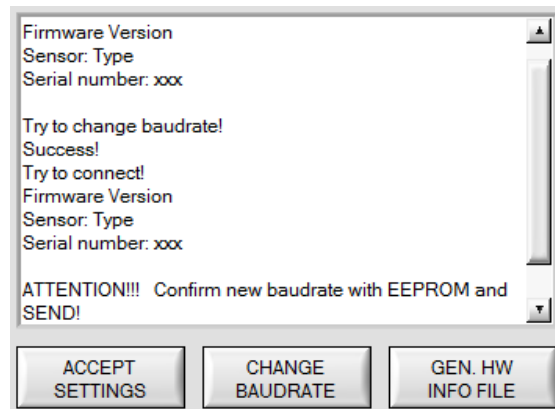 Firmware Version
Sensor: Type
Serial number: xxx
Try to change baudrate!
Success!
Try to connect!
Firmware Version
Sensor: Type
Serial number: xxx
ATTENTION!!!   Confirm new baudrate with EEPROM and
SEND!
ACCEPT
SETTINGS
CHANGE
BAUDRATE
GEN. HW
INFO FILE